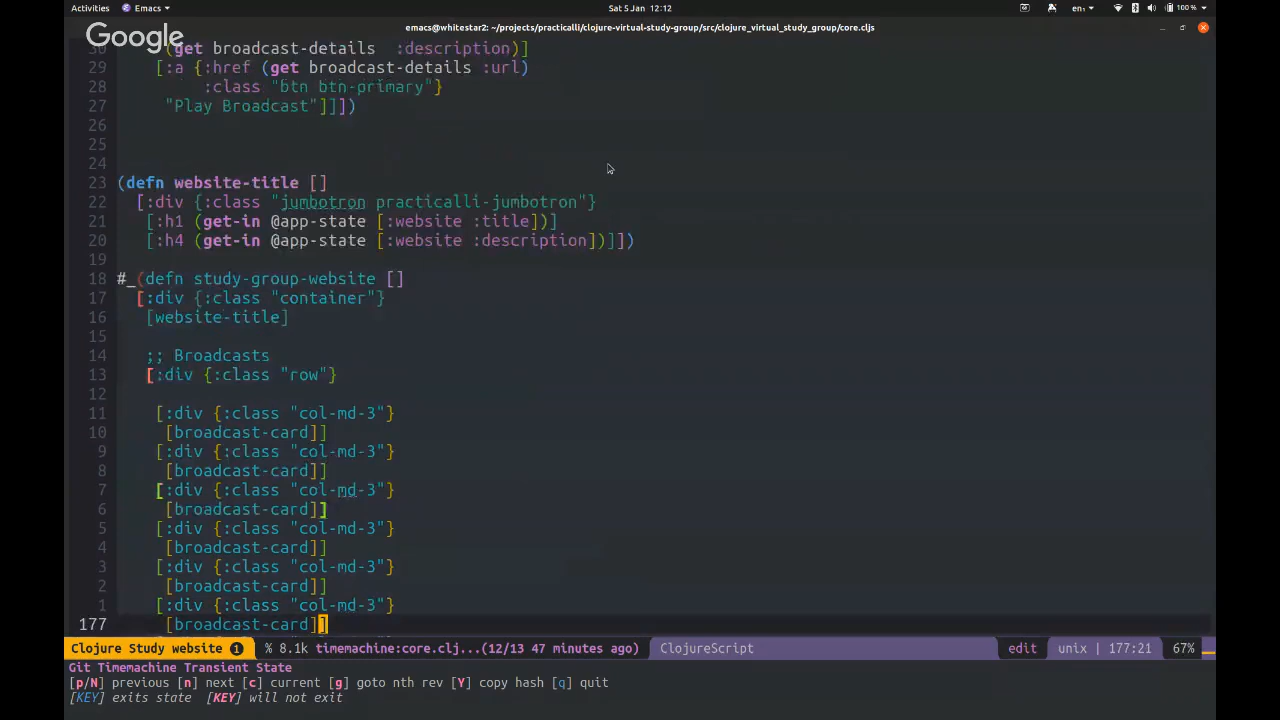 Activities Emacs Sat 5 Jan 12:12 en₁ 100 %
Google
emacs@whitestar2: ~/projects/practicalli/clojure-virtual-study-group/src/clojure_virtual_study_group/core.cljs
30 (get broadcast-details :description)]
29 [:a {:href (get broadcast-details :url)
28 :class "btn btn-primary"}
27 "Play Broadcast"]]])
26
25
24
23 (defn website-title []
22 [:div {:class "jumbotron practicalli-jumbotron"}
21 [:h1 (get-in @app-state [:website :title])]
20 [:h4 (get-in @app-state [:website :description])]])
19
18 #_(defn study-group-website []
17 [:div {:class "container"}
16 [website-title]
15
14 ;; Broadcasts
13 [:div {:class "row"}
12
11 [:div {:class "col-md-3"}
10 [broadcast-card]]
9 [:div {:class "col-md-3"}
8 [broadcast-card]]
7 [:div {:class "col-md-3"}
6 [broadcast-card]]
5 [:div {:class "col-md-3"}
4 [broadcast-card]]
3 [:div {:class "col-md-3"}
2 [broadcast-card]]
1 [:div {:class "col-md-3"}
177 [broadcast-card]]
Clojure Study website 1 % 8.1k timemachine:core.clj...(12/13 47 minutes ago) ClojureScript edit unix | 177:21 67%
Git Timemachine Transient State
[p/N] previous [n] next [c] current [g] goto nth rev [Y] copy hash [q] quit
[KEY] exits state [KEY] will not exit